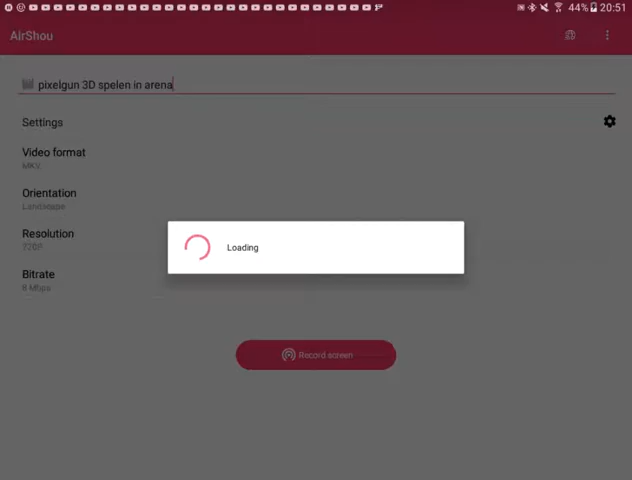 44% 20:51
AirShou
pixelgun 3D spelen in arena
Settings
Video format
MKV
Orientation
Landscape
Resolution
720P
Bitrate
8 Mbps
Loading
Record screen